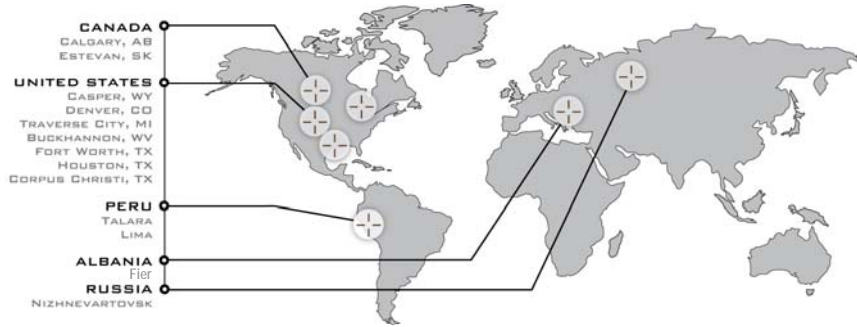 CANADA
CALGARY, AB
ESTEVAN, SK
UNITED STATES
CASPER, WY
DENVER, CO
TRAVERSE CITY, MI
BUCKHANNON, WV
FORT WORTH, TX
HOUSTON, TX
CORPUS CHRISTI, TX
PERU
TALARA
LIMA
ALBANIA
Fier
RUSSIA
NIZHNEVARTOVSK